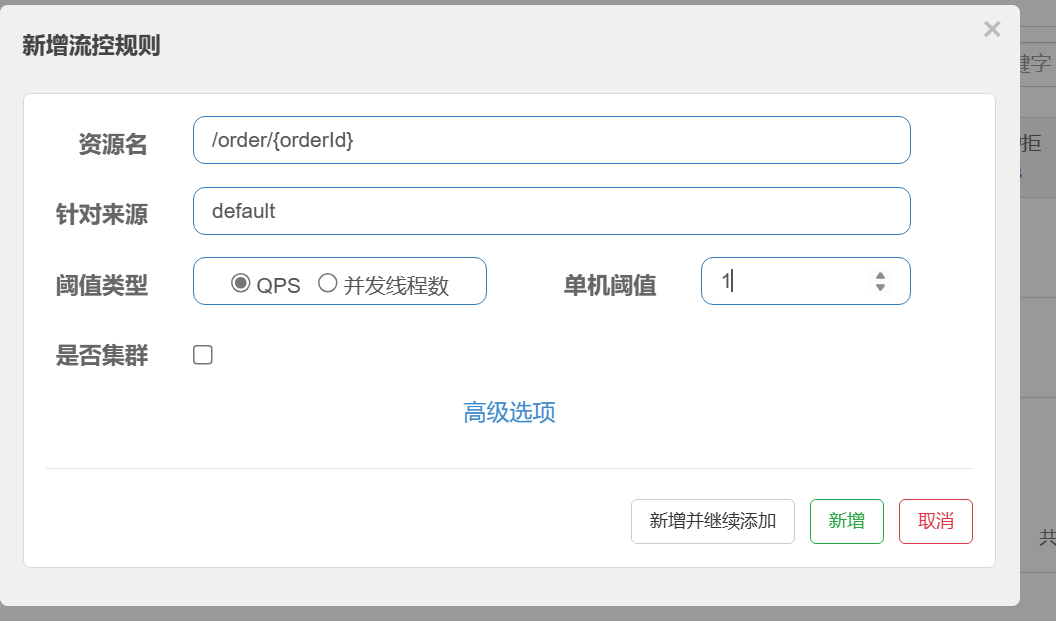 新增流控规则
×
键字
拒
资源名 /order/{orderId}
针对来源 default
阈值类型 QPS 并发线程数 单机阈值 1
是否集群
高级选项
新增并继续添加 新增 取消
共